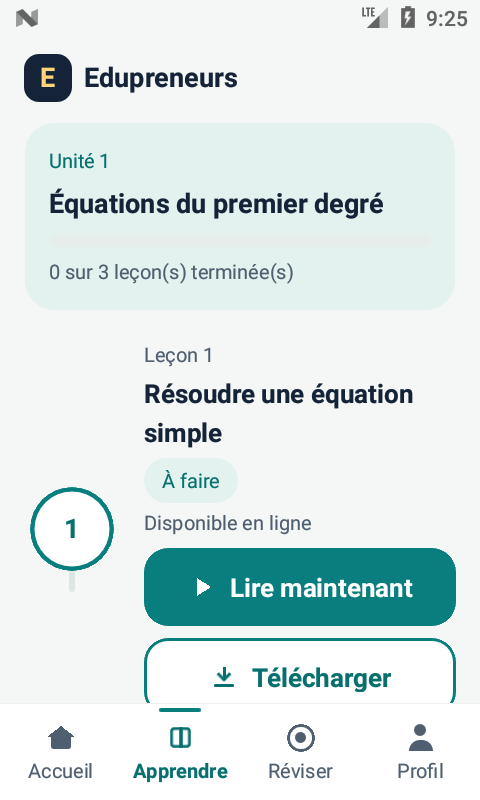 LTE 9:25
E Edupreneurs
Unité 1
Équations du premier degré
0 sur 3 leçon(s) terminée(s)
Leçon 1
Résoudre une équation
simple
À faire
1
Disponible en ligne
Lire maintenant
Télécharger
Accueil Apprendre Réviser Profil